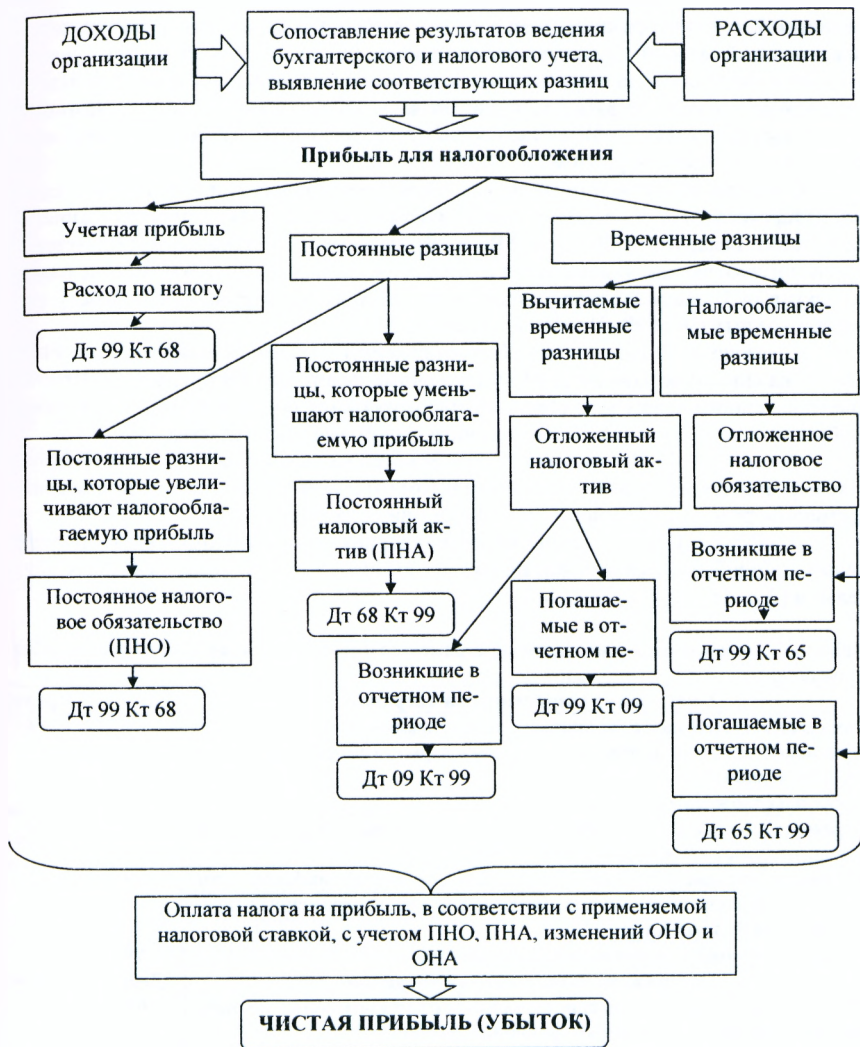 ДОХОДЫ
организации
Сопоставление результатов ведения
бухгалтерского и налогового учета,
выявление соответствующих разниц
РАСХОДЫ
организации
Прибыль для налогообложения
Учетная прибыль
Расход по налогу
Дт 99 Кт 68
Постоянные разницы
Временные разницы
Вычитаемые
временные
разницы
Налогооблагае-
мые временные
разницы
Постоянные разни-
цы, которые умень-
шают налогооблага-
емую прибыль
Постоянные разни-
цы, которые увели-
чивают налогообла-
гаемую прибыль
Отложенный
налоговый ак-
тив
Отложенное
налоговое
обязательство
Постоянный
налоговый ак-
тив (ПНА)
Дт 68 Кт 99
Постоянное налого-
вое обязательство
(ПНО)
Дт 99 Кт 68
Возникшие в
отчетном пе-
риоде
Дт 09 Кт 99
Погашае-
мые в от-
четном пе-
Дт 99 Кт 09
Возникшие в
отчетном пе-
риоде
Дт 99 Кт 65
Погашаемые в
отчетном пе-
риоде
Дт 65 Кт 99
Оплата налога на прибыль, в соответствии с применяемой
налоговой ставкой, с учетом ПНО, ПНА, изменений ОНО и
ОНА
ЧИСТАЯ ПРИБЫЛЬ (УБЫТОК)